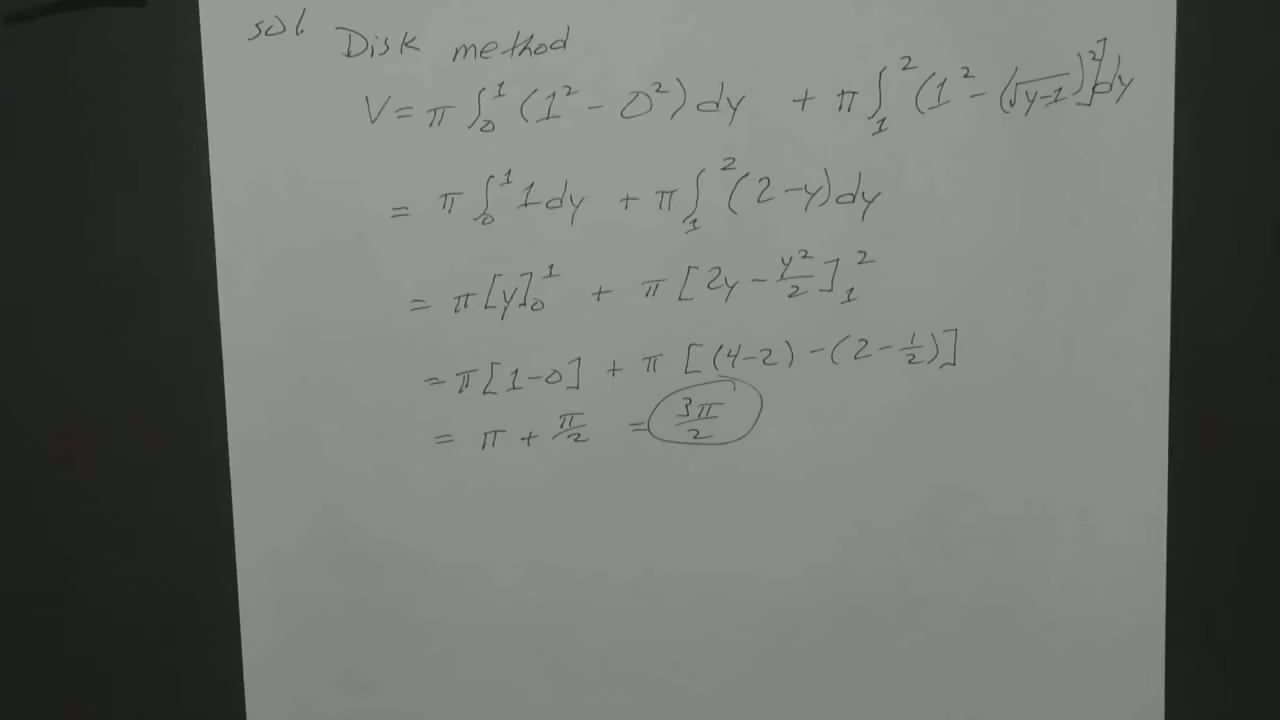 sol. Disk method
V = π ∫₀¹ (1² - 0²) dy + π ∫₁² (1² - (√(y-1))²] dy
= π ∫₀¹ 1 dy + π ∫₁² (2 - y) dy
= π [y]₀¹ + π [2y - y²/2]₁²
= π [1-0] + π [(4-2) - (2 - 1/2)]
= π + π/2 = 3π/2